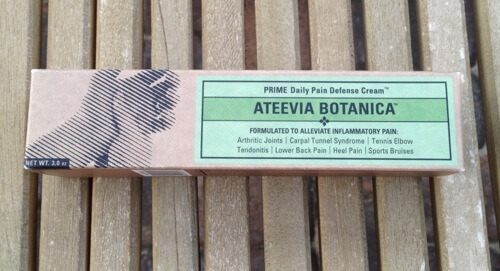 PRIME Daily Pain Defense Cream™
ATEEVIA BOTANICA™
FORMULATED TO ALLEVIATE INFLAMMATORY PAIN:
Arthritic Joints | Carpal Tunnel Syndrome | Tennis Elbow
Tendonitis | Lower Back Pain | Heel Pain | Sports Bruises
NET WT. 3.0 oz